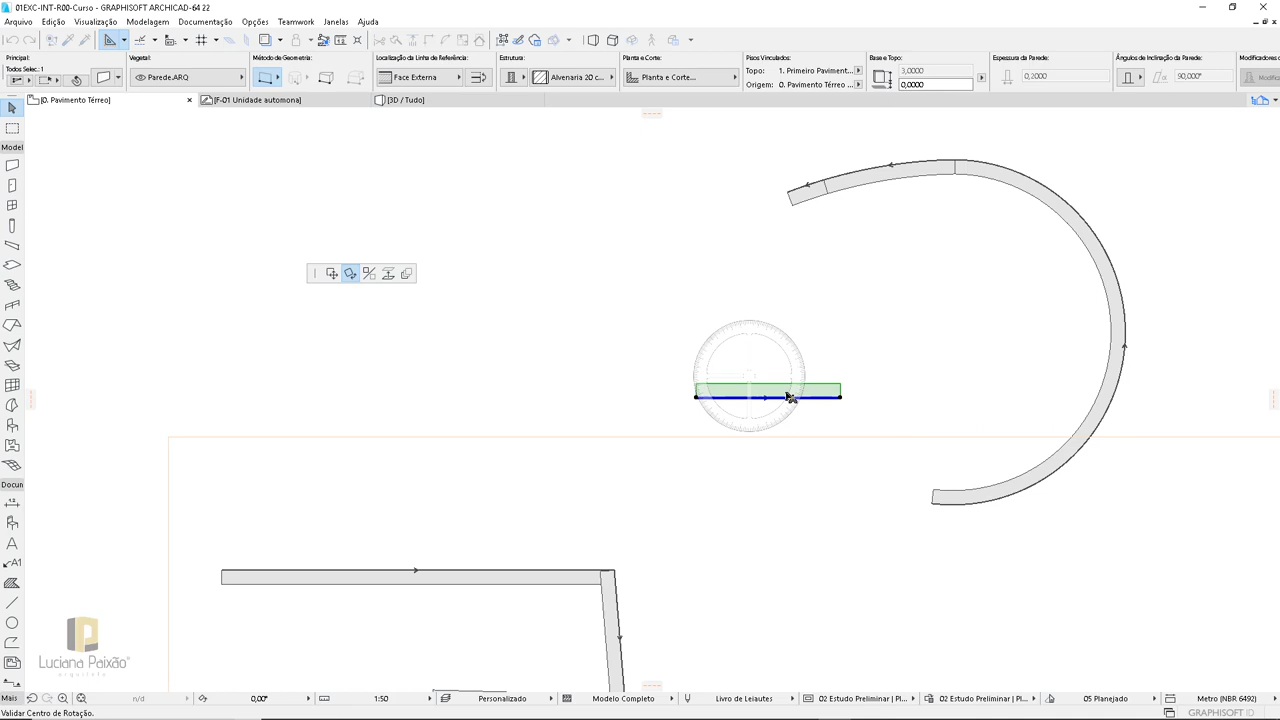 01EXC-INT-R00-Curso - GRAPHISOFT ARCHICAD-64 22
Arquivo Edição Visualização Modelagem Documentação Opções Teamwork Janelas Ajuda
Principal: Vegetal: Método de Geometria: Localização da Linha de Referência: Estrutura: Planta e Corte: Pisos Vinculados: Base e Topo: Espessura da Parede: Ângulos de Inclinação da Parede: Modificadores
Todos Selec.: 1
Parede.ARQ
Face Externa
Alvenaria 20 c...
Planta e Corte...
Topo: 1. Primeiro Paviment...
Origem: 0. Pavimento Térreo ...
3,0000
0,0000
0,2000
90,000°
[0. Pavimento Térreo]
[F-01 Unidade automona]
[3D / Tudo]
Model
Docun
A
A1
Luciana Paixão®
arquiteta
Mais
n/d
0,00°
1:50
Personalizado
Modelo Completo
Livro de Leiautes
02 Estudo Preliminar | Pl...
02 Estudo Preliminar | Pl...
05 Planejado
Metro (NBR 6492)
Validar Centro de Rotação.
GRAPHISOFT ID